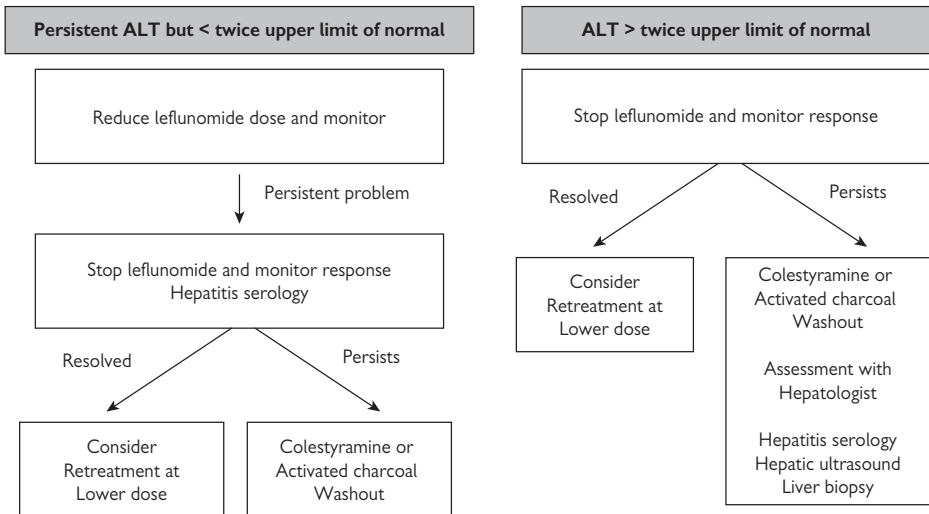 Persistent ALT but < twice upper limit of normal
Reduce leflunomide dose and monitor
Persistent problem
Stop leflunomide and monitor response
Hepatitis serology
Resolved
Persists
Consider
Retreatment at
Lower dose
Colestyramine or
Activated charcoal
Washout
ALT > twice upper limit of normal
Stop leflunomide and monitor response
Resolved
Persists
Consider
Retreatment at
Lower dose
Colestyramine or
Activated charcoal
Washout
Assessment with
Hepatologist
Hepatitis serology
Hepatic ultrasound
Liver biopsy